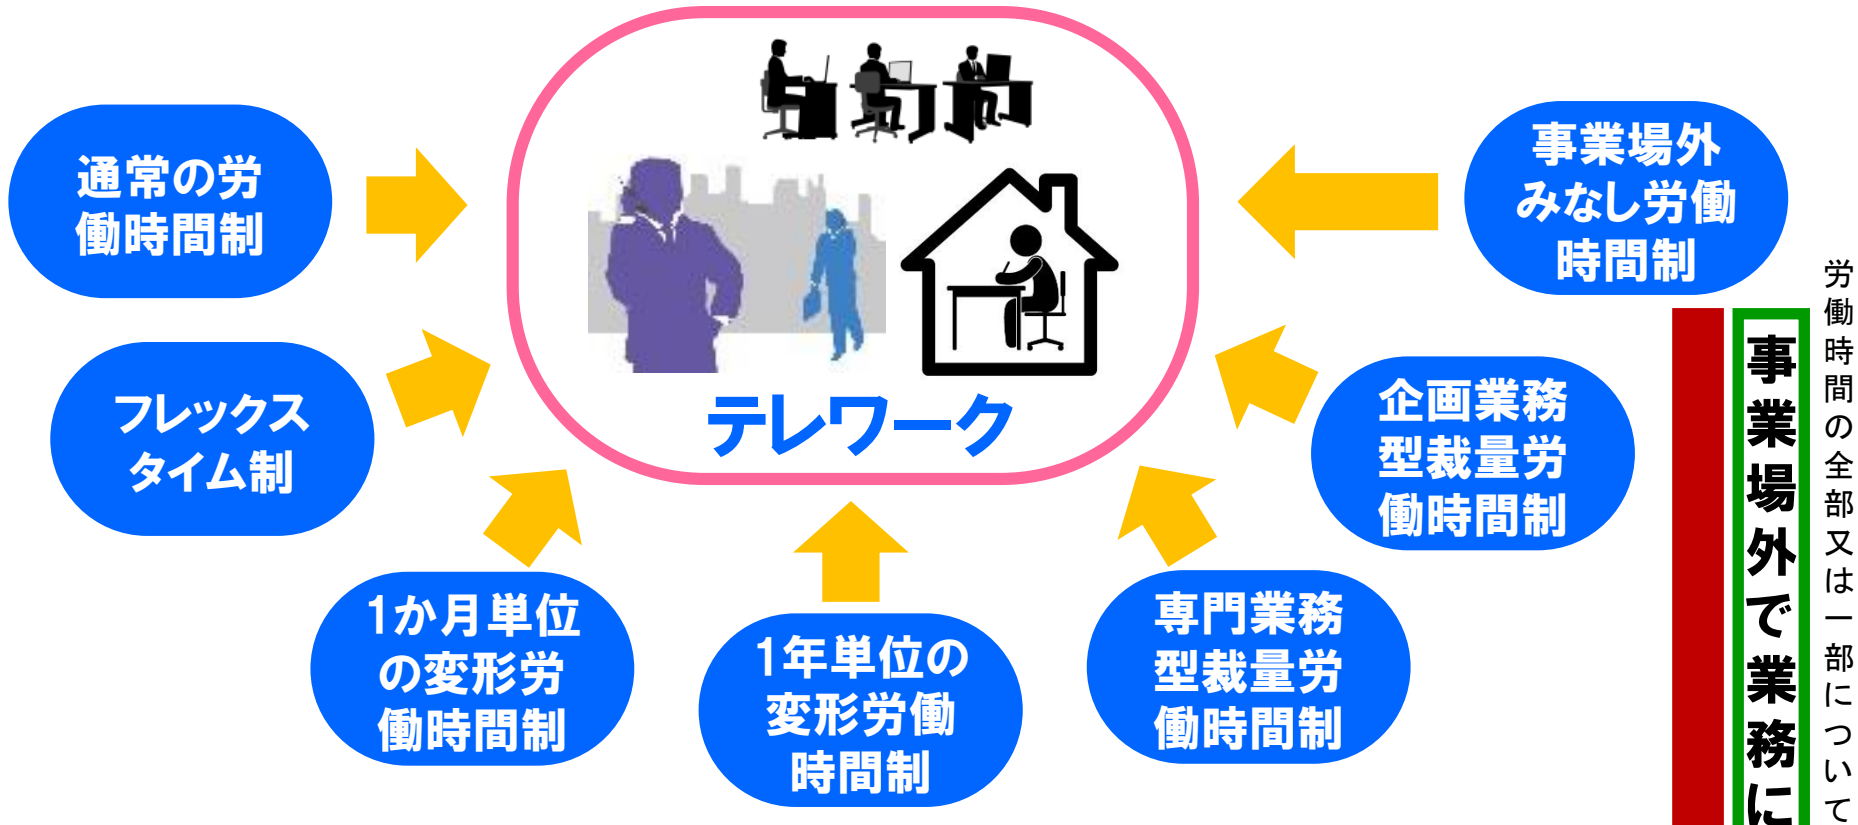 通常の労
働時間制
フレックス
タイム制
1か月単位
の変形労
働時間制
1年単位の
変形労働
時間制
専門業務
型裁量労
働時間制
企画業務
型裁量労
働時間制
事業場外
みなし労働
時間制
テレワーク
労働時間の全部又は一部について
事業場外で業務に